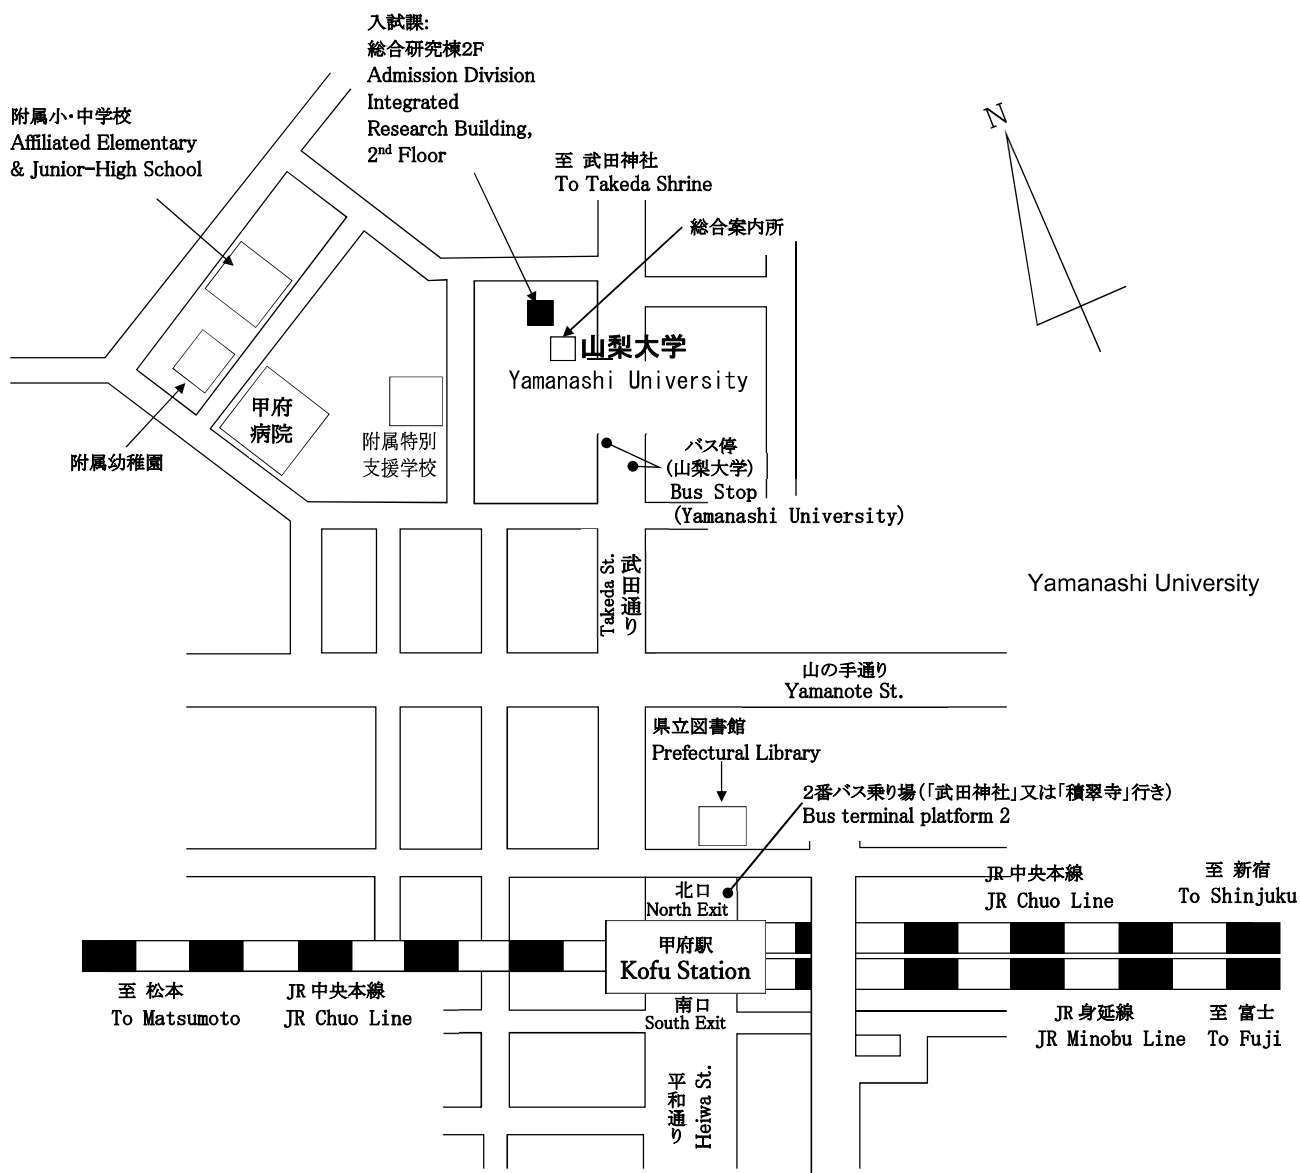 入試課:
総合研究棟2F
Admission Division
Integrated
Research Building,
2nd Floor
附属小・中学校
Affiliated Elementary
& Junior-High School
N
至 武田神社
To Takeda Shrine
総合案内所
山梨大学
Yamanashi University
甲府
病院
附属特別
支援学校
附属幼稚園
バス停
(山梨大学)
Bus Stop
(Yamanashi University)
Takeda St.
武田通り
Yamanashi University
山の手通り
Yamanote St.
県立図書館
Prefectural Library
2番バス乗り場(「武田神社」又は「積翠寺」行き)
Bus terminal platform 2
北口
North Exit
JR 中央本線
JR Chuo Line
至 新宿
To Shinjuku
甲府駅
Kofu Station
至 松本
To Matsumoto
JR 中央本線
JR Chuo Line
南口
South Exit
JR 身延線
JR Minobu Line
至 富士
To Fuji
平和通り
Heiwa St.